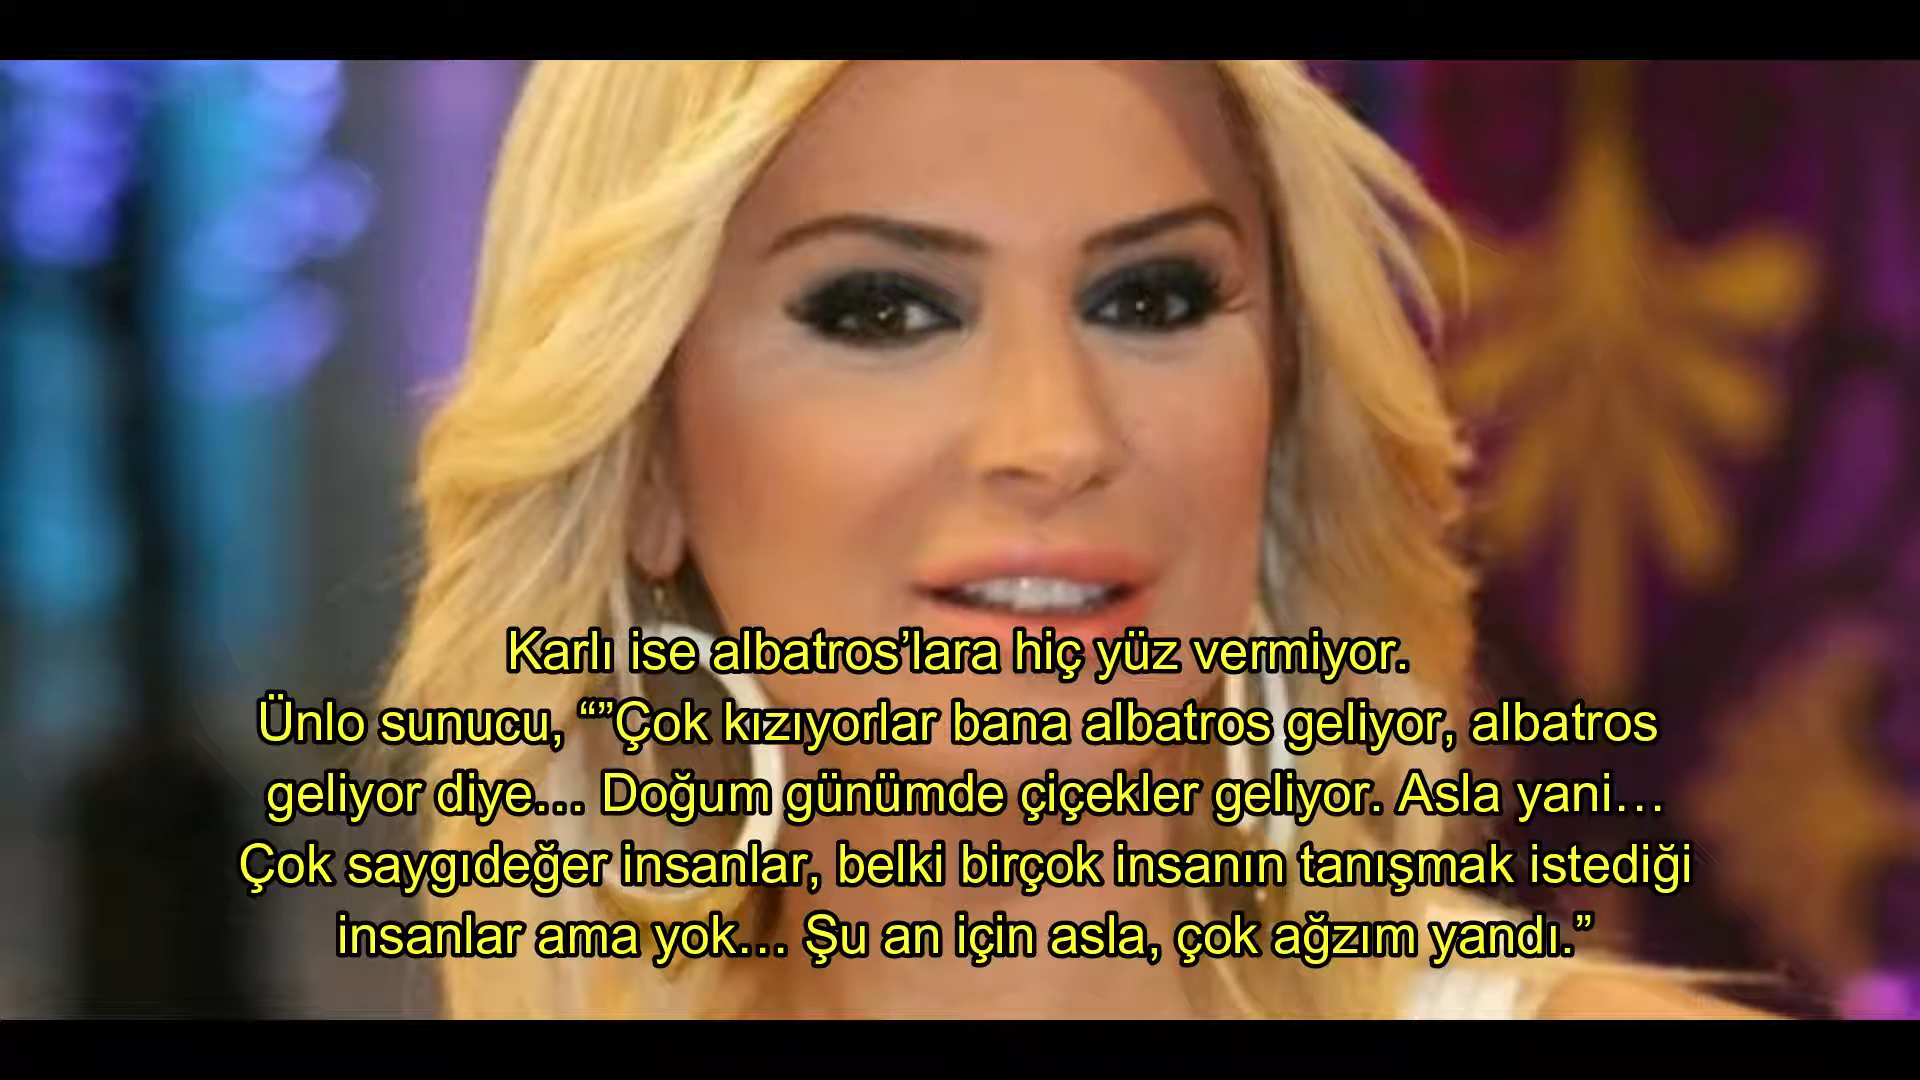 Karlı ise albatros’lara hiç yüz vermiyor.
Ünlo sunucu, “”Çok kızıyorlar bana albatros geliyor, albatros
geliyor diye… Doğum günümde çiçekler geliyor. Asla yani…
Çok saygıdeğer insanlar, belki birçok insanın tanışmak istediği
insanlar ama yok… Şu an için asla, çok ağzım yandı.”